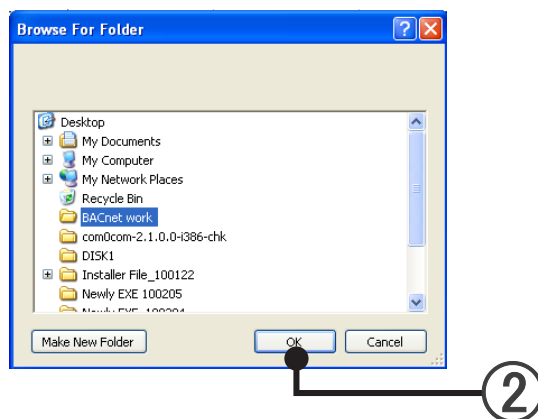 Browse For Folder
Desktop
My Documents
My Computer
My Network Places
Recycle Bin
BACnet work
com0com-2.1.0.0-i386-chk
DISK1
Installer File_100122
Newly EXE 100205
Make New Folder
OK
Cancel
2